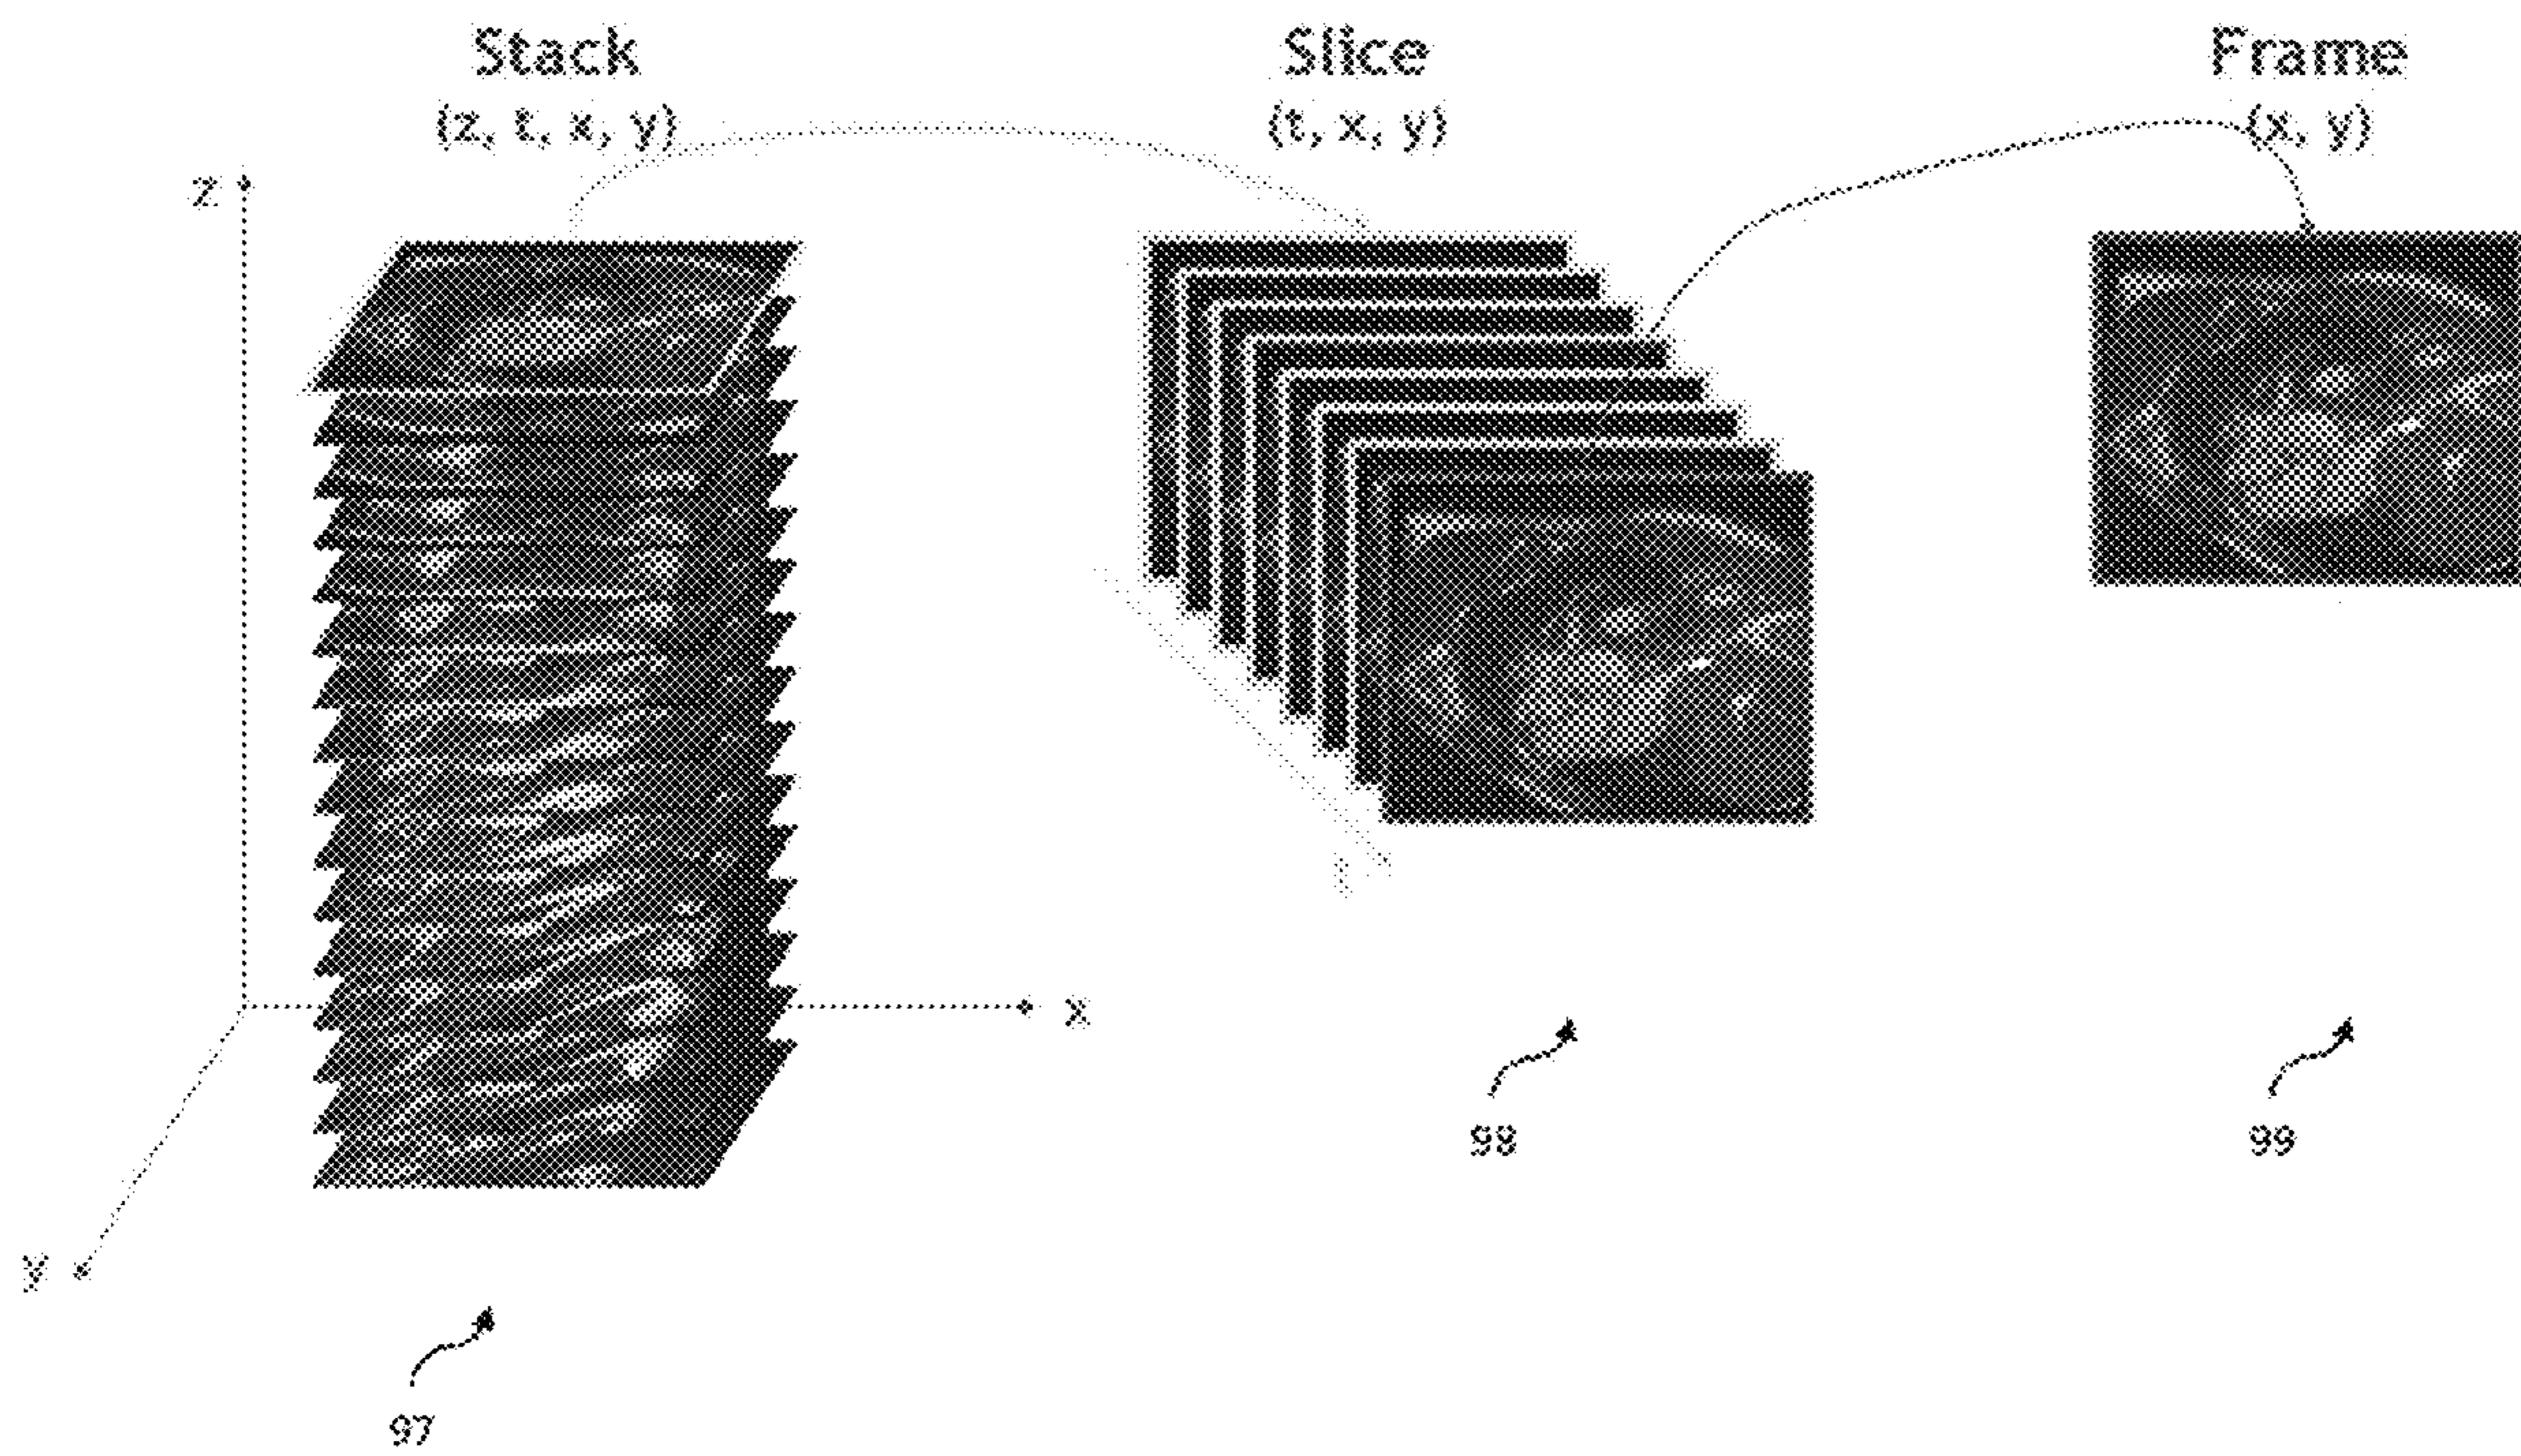 Stack
(z, t, x, y)
Slice
(t, x, y)
Frame
(x, y)
z
x
y
t
97
98
99